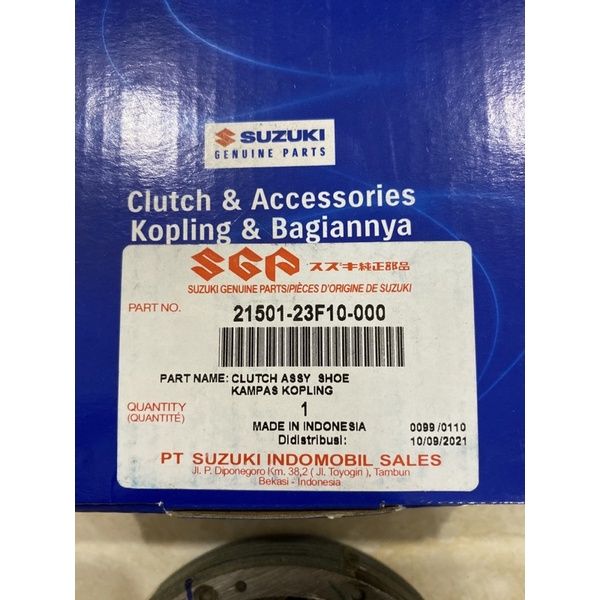 SUZUKI
GENUINE PARTS
Clutch & Accessories
Kopling & Bagiannya
SGP スズキ純正部品
SUZUKI GENUINE PARTS/PIÈCES D'ORIGINE DE SUZUKI
PART NO. 21501-23F10-000
PART NAME: CLUTCH ASSY SHOE
KAMPAS KOPLING
QUANTITY 1
(QUANTITÉ)
MADE IN INDONESIA 0099 /0110
Didistribusi: 10/09/2021
PT SUZUKI INDOMOBIL SALES
Jl. P. Diponegoro Km. 38,2 ( Jl. Toyogiri ), Tambun
Bekasi - Indonesia